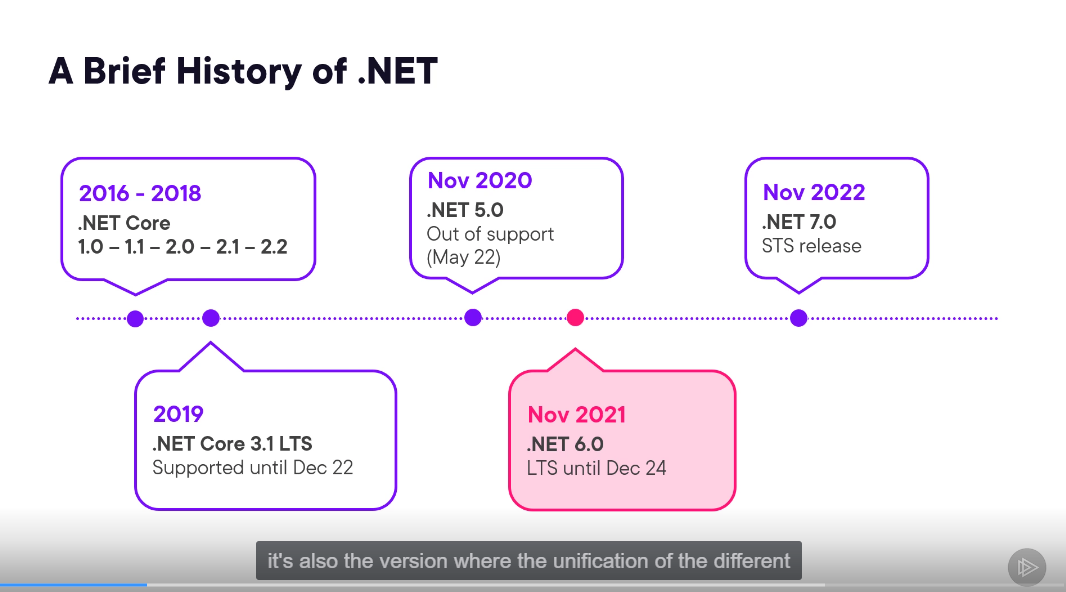 A Brief History of .NET
2016 - 2018
.NET Core
1.0 – 1.1 – 2.0 – 2.1 – 2.2
Nov 2020
.NET 5.0
Out of support
(May 22)
Nov 2022
.NET 7.0
STS release
2019
.NET Core 3.1 LTS
Supported until Dec 22
Nov 2021
.NET 6.0
LTS until Dec 24
it's also the version where the unification of the different